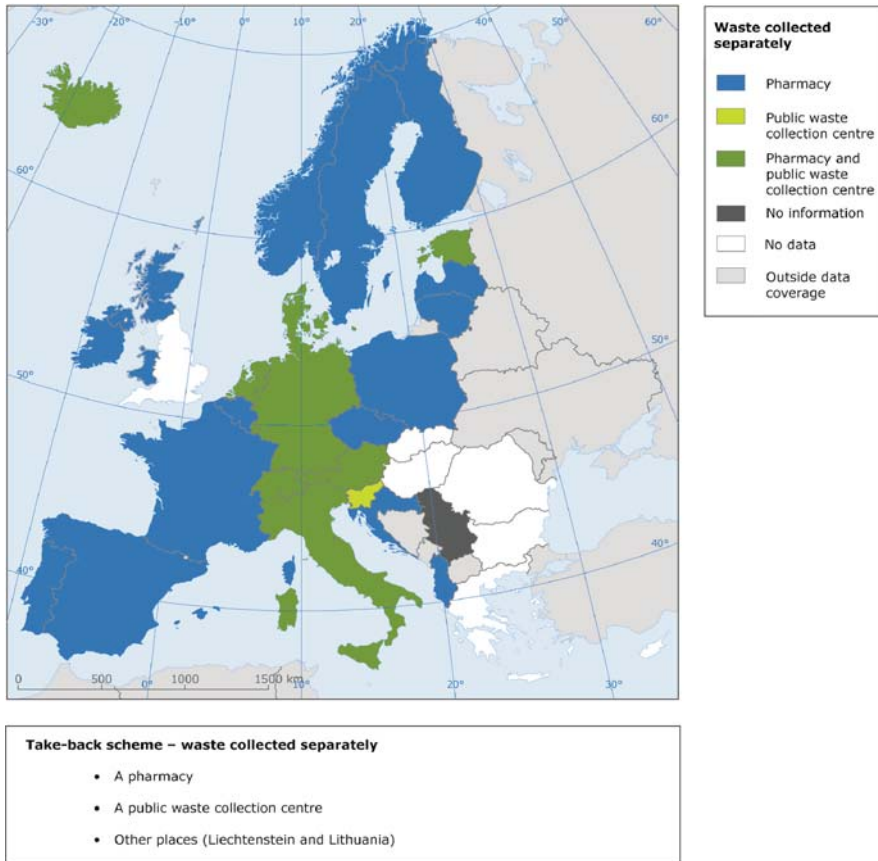 -30°
-20°
-10°
0°
10°
20°
30°
40°
50°
60°
70°
60°
60°
50°
50°
50°
40°
40°
0
500
1000
1500 km
0°
10°
20°
30°
Waste collected
separately
Pharmacy
Public waste
collection centre
Pharmacy and
public waste
collection centre
No information
No data
Outside data
coverage
Take-back scheme – waste collected separately
• A pharmacy
• A public waste collection centre
• Other places (Liechtenstein and Lithuania)